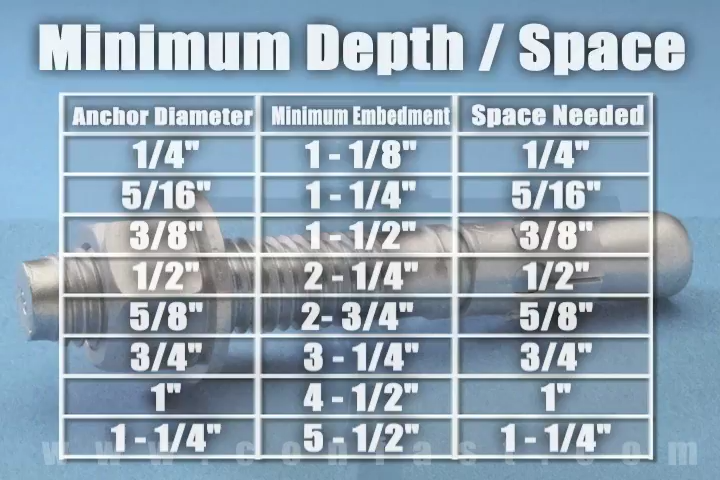 Minimum Depth / Space
Anchor Diameter Minimum Embedment Space Needed
1/4" 1 - 1/8" 1/4"
5/16" 1 - 1/4" 5/16"
3/8" 1 - 1/2" 3/8"
1/2" 2 - 1/4" 1/2"
5/8" 2- 3/4" 5/8"
3/4" 3 - 1/4" 3/4"
1" 4 - 1/2" 1"
1 - 1/4" 5 - 1/2" 1 - 1/4"
www.confast.com